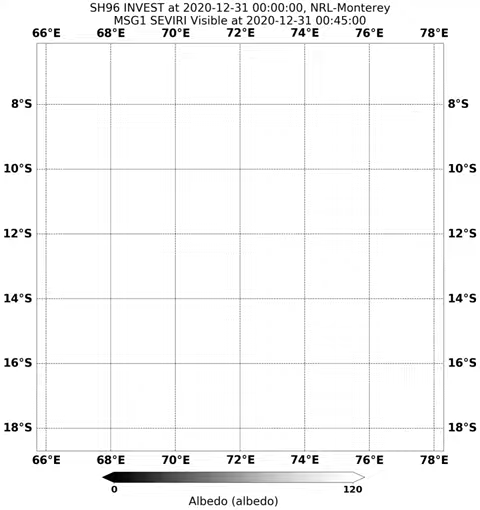 SH96 INVEST at 2020-12-31 00:00:00, NRL-Monterey
MSG1 SEVIRI Visible at 2020-12-31 00:45:00
66°E 68°E 70°E 72°E 74°E 76°E 78°E
8°S 8°S
10°S 10°S
12°S 12°S
14°S 14°S
16°S 16°S
18°S 18°S
66°E 68°E 70°E 72°E 74°E 76°E 78°E
0 120
Albedo (albedo)